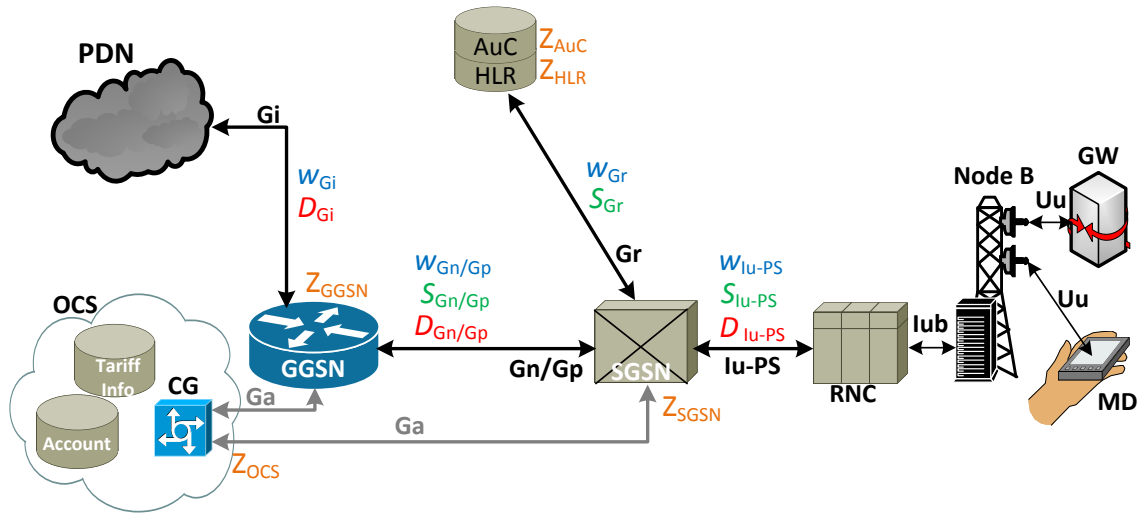 PDN
Gi
w_Gi
D_Gi
AuC
HLR
Z_AuC
Z_HLR
w_Gr
S_Gr
Gr
Node B
GW
Uu
Uu
MD
OCS
Tariff
Info
Account
CG
Z_OCS
Ga
Ga
Z_GGSN
GGSN
w_Gn/Gp
S_Gn/Gp
D_Gn/Gp
Gn/Gp
SGSN
Z_SGSN
w_Iu-PS
S_Iu-PS
D_Iu-PS
Iu-PS
RNC
Iub